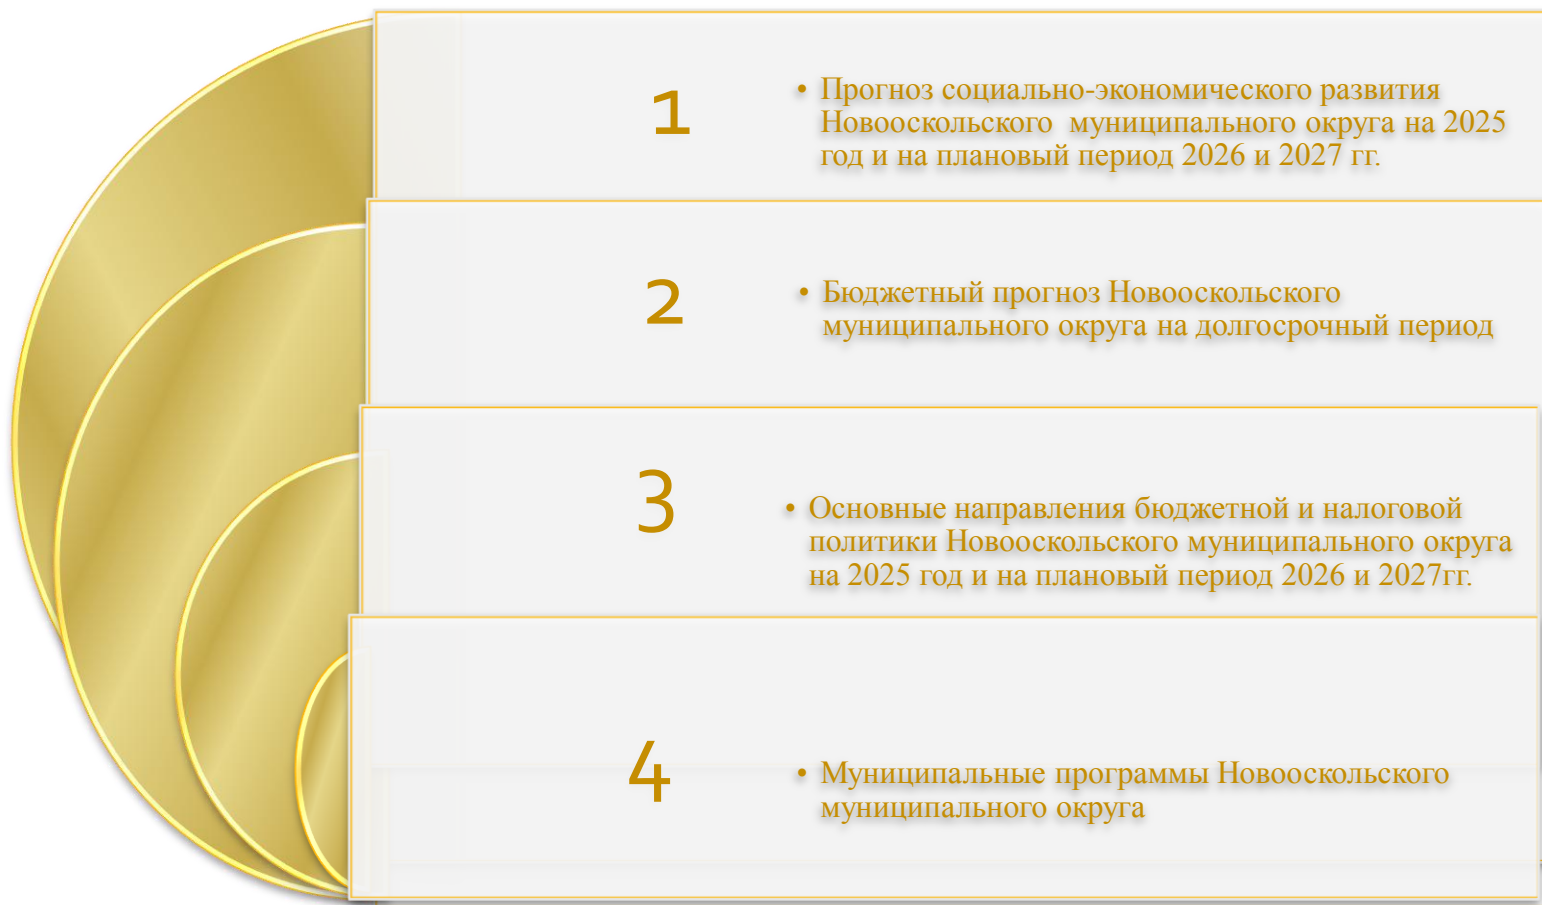 1
• Прогноз социально-экономического развития
Новооскольского муниципального округа на 2025
год и на плановый период 2026 и 2027 гг.
2
• Бюджетный прогноз Новооскольского
муниципального округа на долгосрочный период
3
• Основные направления бюджетной и налоговой
политики Новооскольского муниципального округа
на 2025 год и на плановый период 2026 и 2027гг.
4
• Муниципальные программы Новооскольского
муниципального округа